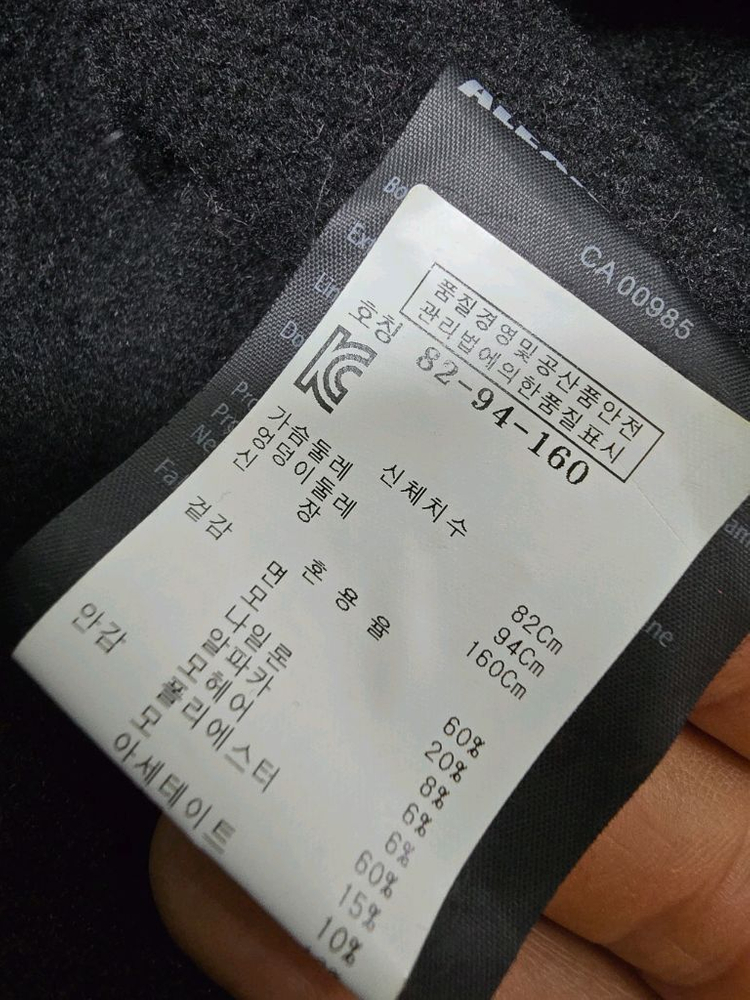 CA 00985
품질경영및공산품안전
관리법에의한품질표시
호칭 82-94-160
신체치수
가슴둘레 82Cm
엉덩이둘레 94Cm
신 장 160Cm
혼 용 율
겉감 면 60%
모 20%
나일론 8%
알파카 6%
모헤어 6%
안감 폴리에스터 60%
모 15%
아세테이트 10%